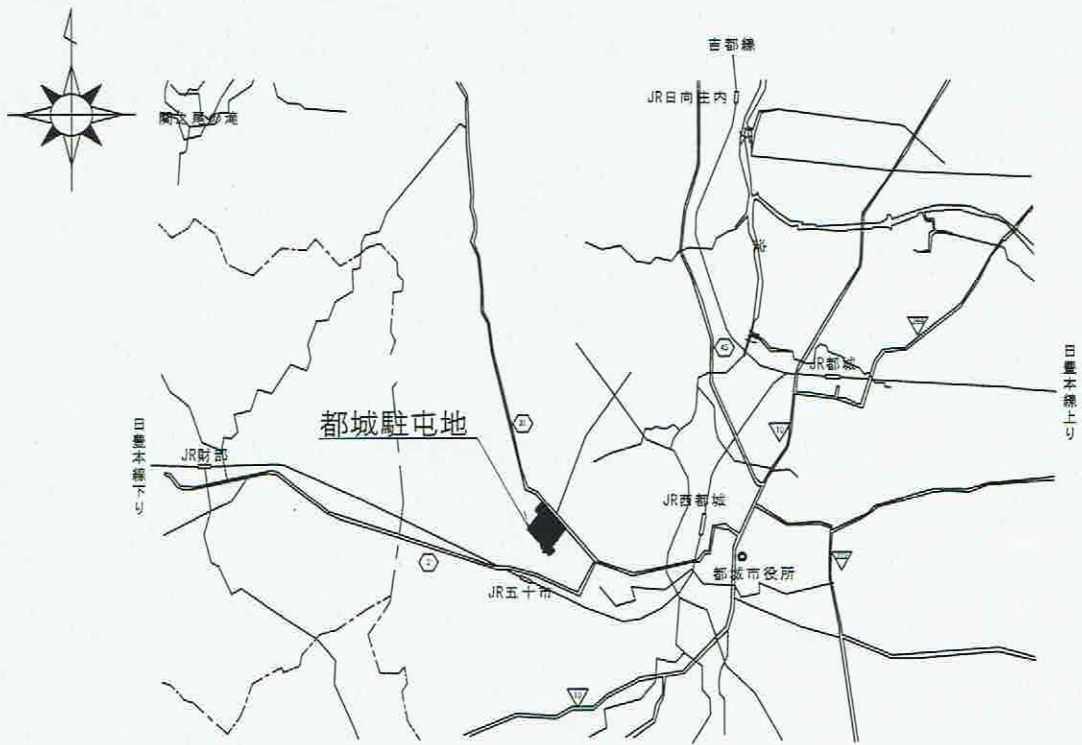 吉都線
JR日向庄内
関之尾の滝
45
JR都城
日豊本線上り
都城駐屯地
31
10
日豊本線下り
JR財部
JR西都城
都城市役所
2
JR五十市
10